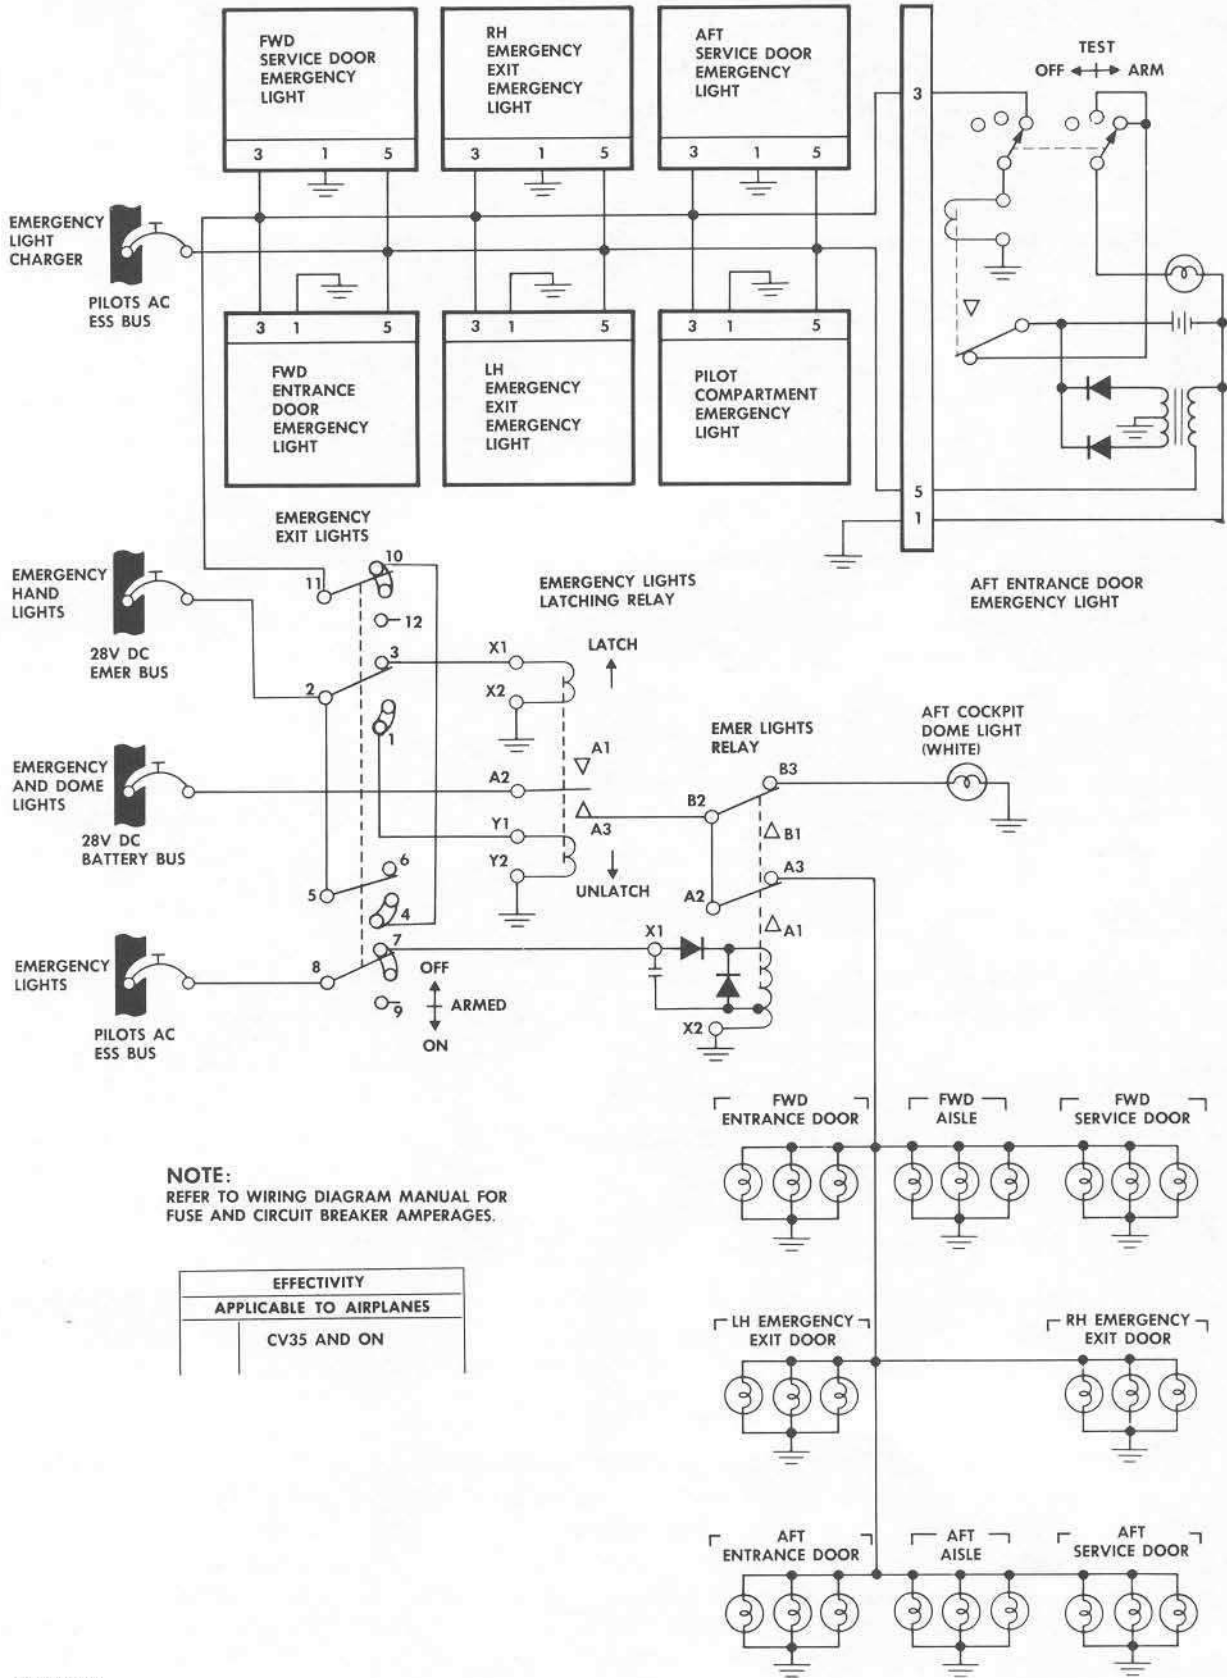 FWD
SERVICE DOOR
EMERGENCY
LIGHT
3 1 5
RH
EMERGENCY
EXIT
EMERGENCY
LIGHT
3 1 5
AFT
SERVICE DOOR
EMERGENCY
LIGHT
3 1 5
TEST
OFF ARM
3
EMERGENCY
LIGHT
CHARGER
PILOTS AC
ESS BUS
3 1 5
FWD
ENTRANCE
DOOR
EMERGENCY
LIGHT
3 1 5
LH
EMERGENCY
EXIT
EMERGENCY
LIGHT
3 1 5
PILOT
COMPARTMENT
EMERGENCY
LIGHT
5
1
AFT ENTRANCE DOOR
EMERGENCY LIGHT
EMERGENCY
EXIT LIGHTS
EMERGENCY
HAND
LIGHTS
28V DC
EMER BUS
11
10
12
3
2
1
EMERGENCY LIGHTS
LATCHING RELAY
X1
LATCH
X2
A1
A2
A3
Y1
Y2
UNLATCH
EMERGENCY
AND DOME
LIGHTS
28V DC
BATTERY BUS
6
5
4
EMER LIGHTS
RELAY
B3
B2
B1
A3
A2
A1
AFT COCKPIT
DOME LIGHT
(WHITE)
EMERGENCY
LIGHTS
PILOTS AC
ESS BUS
7
8
9
OFF
ARMED
ON
X1
X2
NOTE:
REFER TO WIRING DIAGRAM MANUAL FOR
FUSE AND CIRCUIT BREAKER AMPERAGES.
EFFECTIVITY
APPLICABLE TO AIRPLANES
CV35 AND ON
FWD
ENTRANCE DOOR
FWD
AISLE
FWD
SERVICE DOOR
LH EMERGENCY
EXIT DOOR
RH EMERGENCY
EXIT DOOR
AFT
ENTRANCE DOOR
AFT
AISLE
AFT
SERVICE DOOR